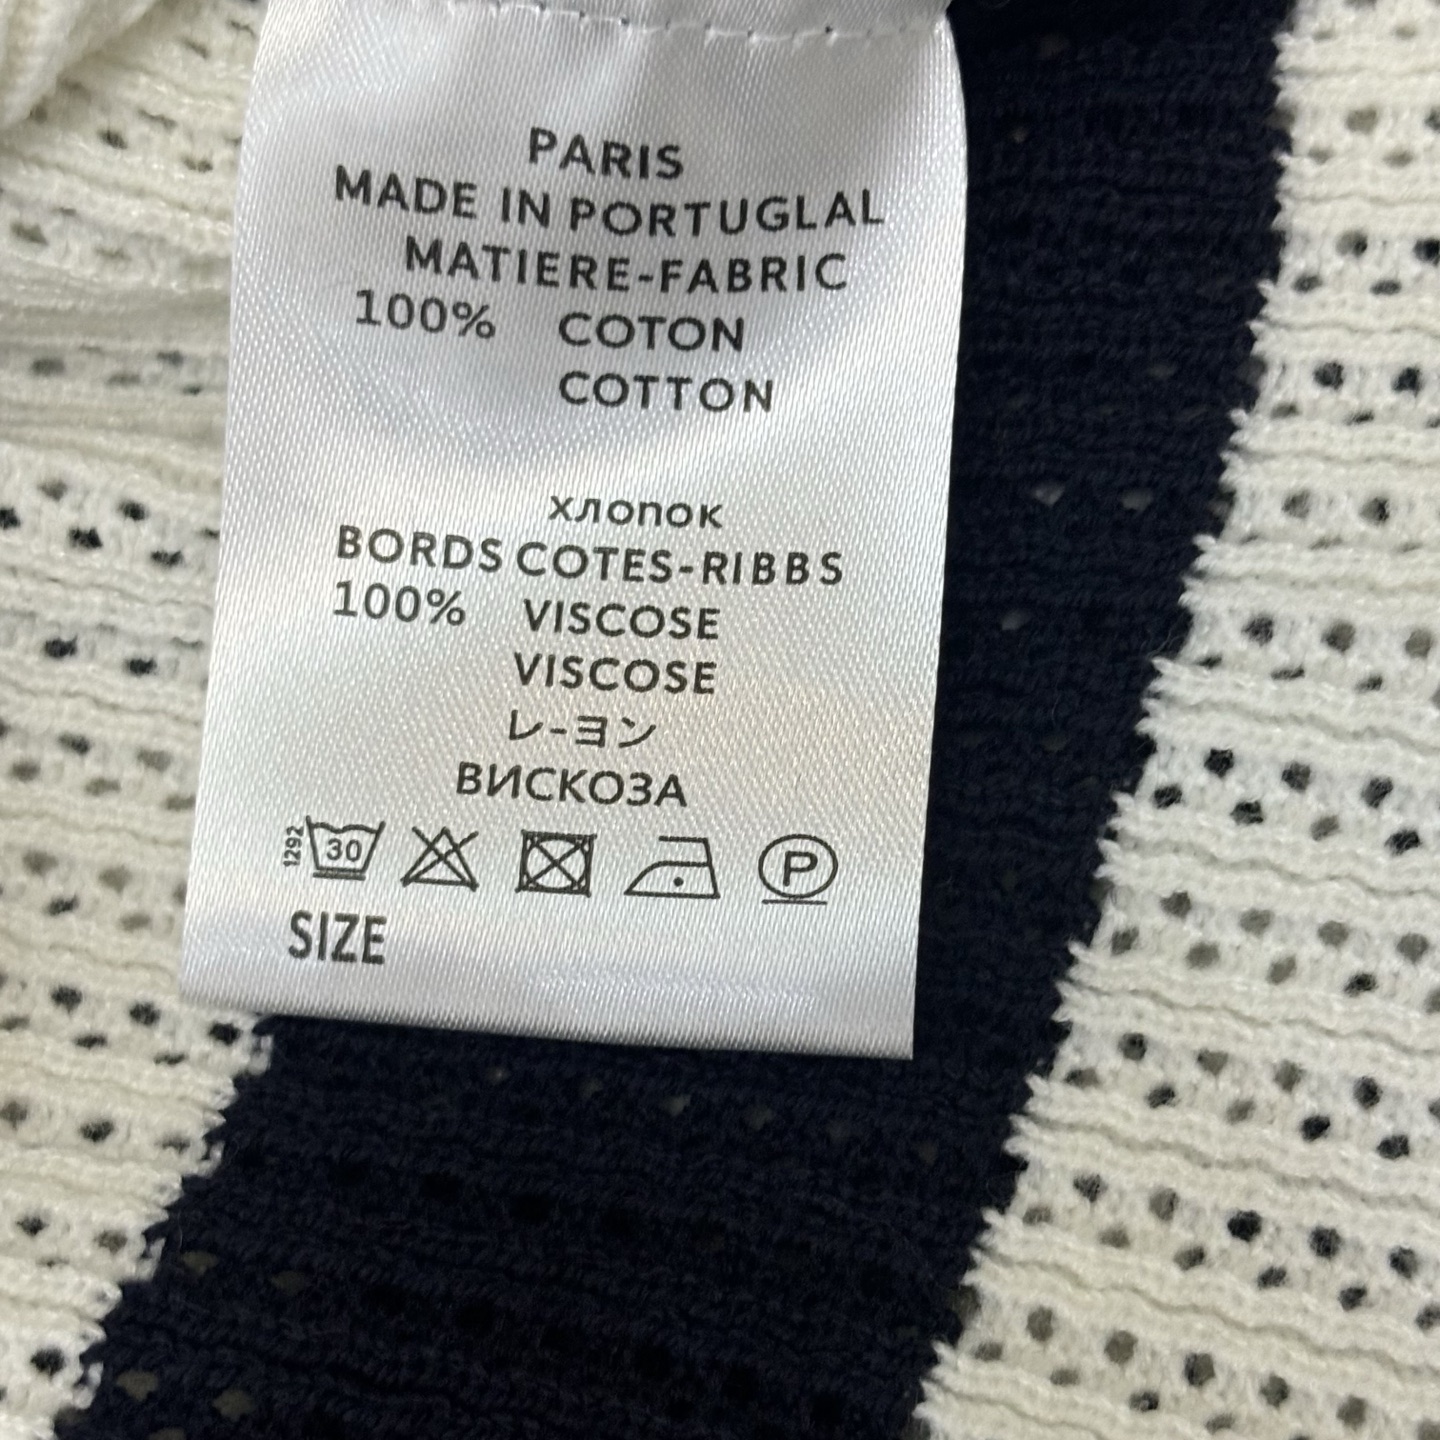 PARIS
MADE IN PORTUGLAL
MATIERE-FABRIC
100% COTON
COTTON
хлопок
BORDS COTES-RIBBS
100% VISCOSE
VISCOSE
レ-ヨン
ВИСКОЗА
1292 30 P
SIZE